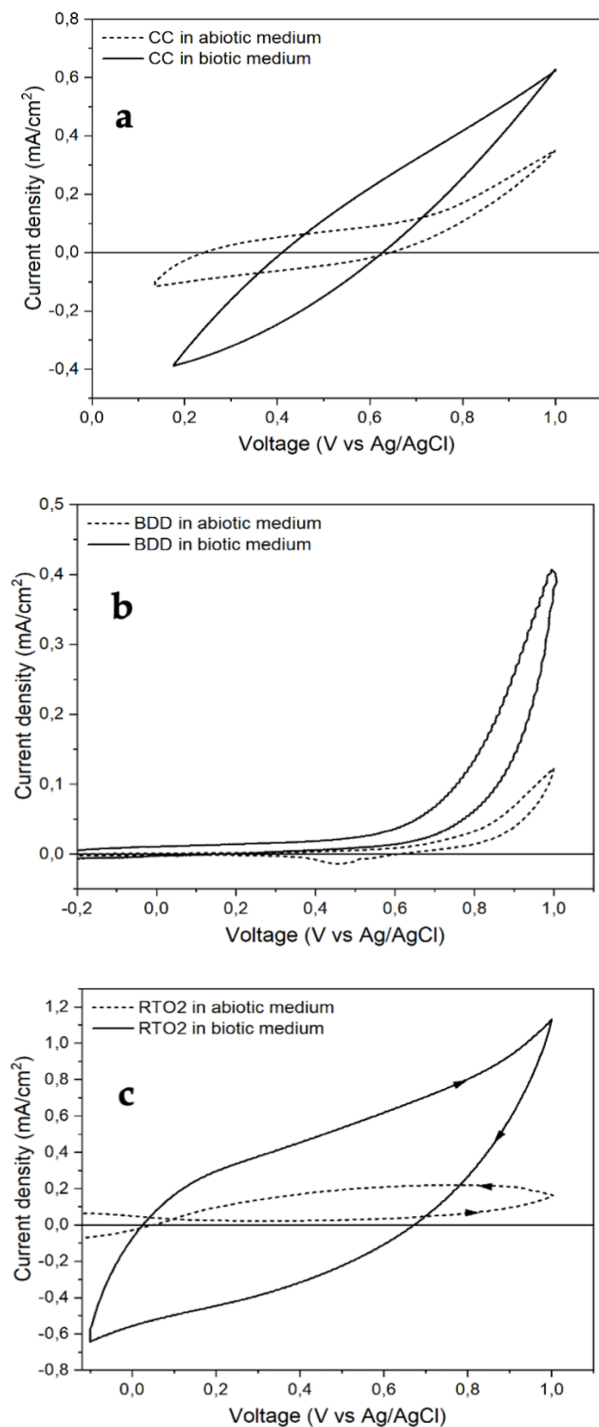 CC in abiotic medium
CC in biotic medium
a
Current density (mA/cm²)
0,8
0,6
0,4
0,2
0,0
-0,2
-0,4
0,0 0,2 0,4 0,6 0,8 1,0
Voltage (V vs Ag/AgCl)
BDD in abiotic medium
BDD in biotic medium
b
Current density (mA/cm²)
0,5
0,4
0,3
0,2
0,1
0,0
-0,2 0,0 0,2 0,4 0,6 0,8 1,0
Voltage (V vs Ag/AgCl)
RTO2 in abiotic medium
RTO2 in biotic medium
c
Current density (mA/cm²)
1,2
1,0
0,8
0,6
0,4
0,2
0,0
-0,2
-0,4
-0,6
-0,8
0,0 0,2 0,4 0,6 0,8 1,0
Voltage (V vs Ag/AgCl)